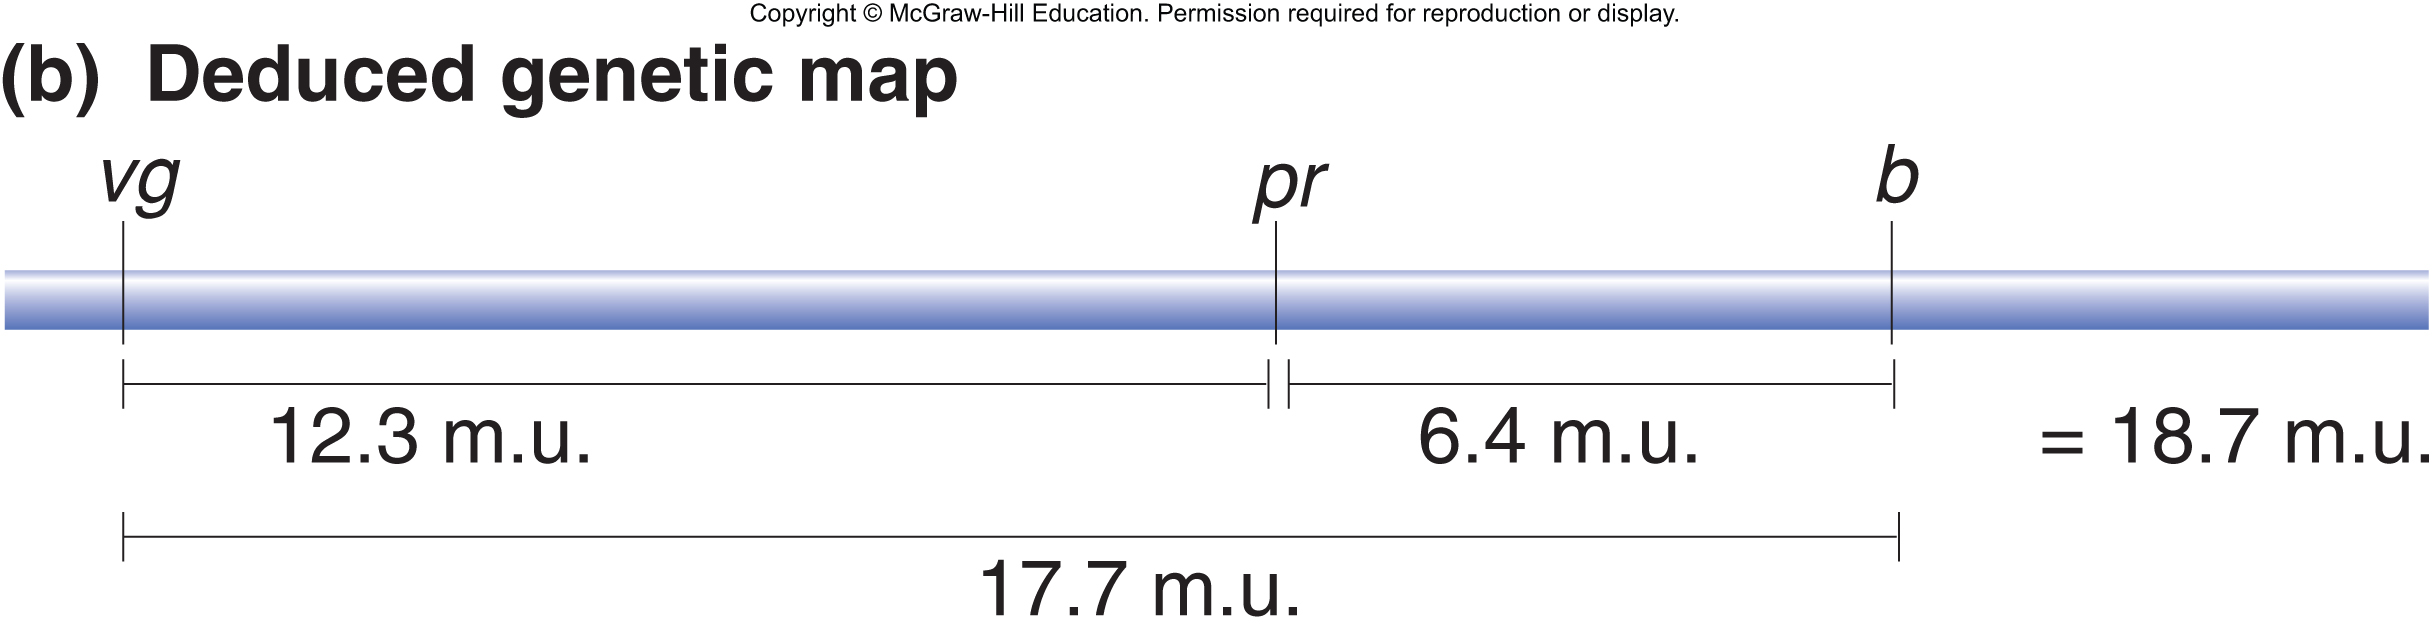 Copyright © McGraw-Hill Education. Permission required for reproduction or display.
(b) Deduced genetic map
vg pr b
12.3 m.u. 6.4 m.u. = 18.7 m.u.
17.7 m.u.